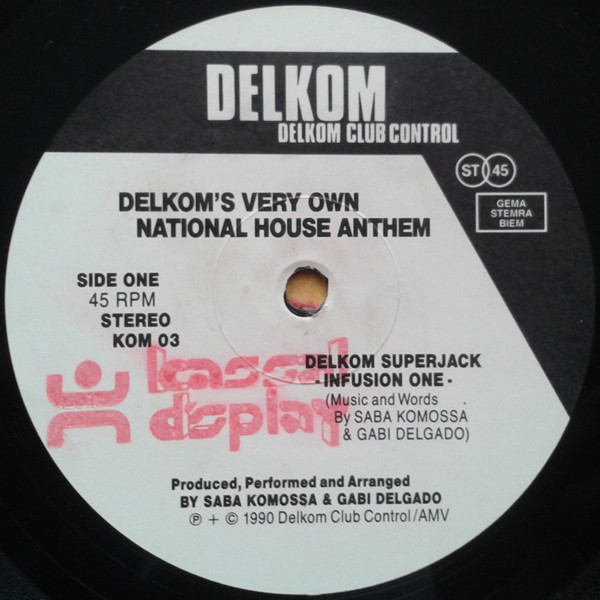 DELKOM
DELKOM CLUB CONTROL
ST 45
GEMA
STEMRA
BIEM
DELKOM'S VERY OWN
NATIONAL HOUSE ANTHEM
SIDE ONE
45 RPM
STEREO
KOM 03
DELKOM SUPERJACK
- INFUSION ONE -
(Music and Words
By SABA KOMOSSA
& GABI DELGADO)
display
Produced, Performed and Arranged
BY SABA KOMOSSA & GABI DELGADO
℗ + © 1990 Delkom Club Control/AMV